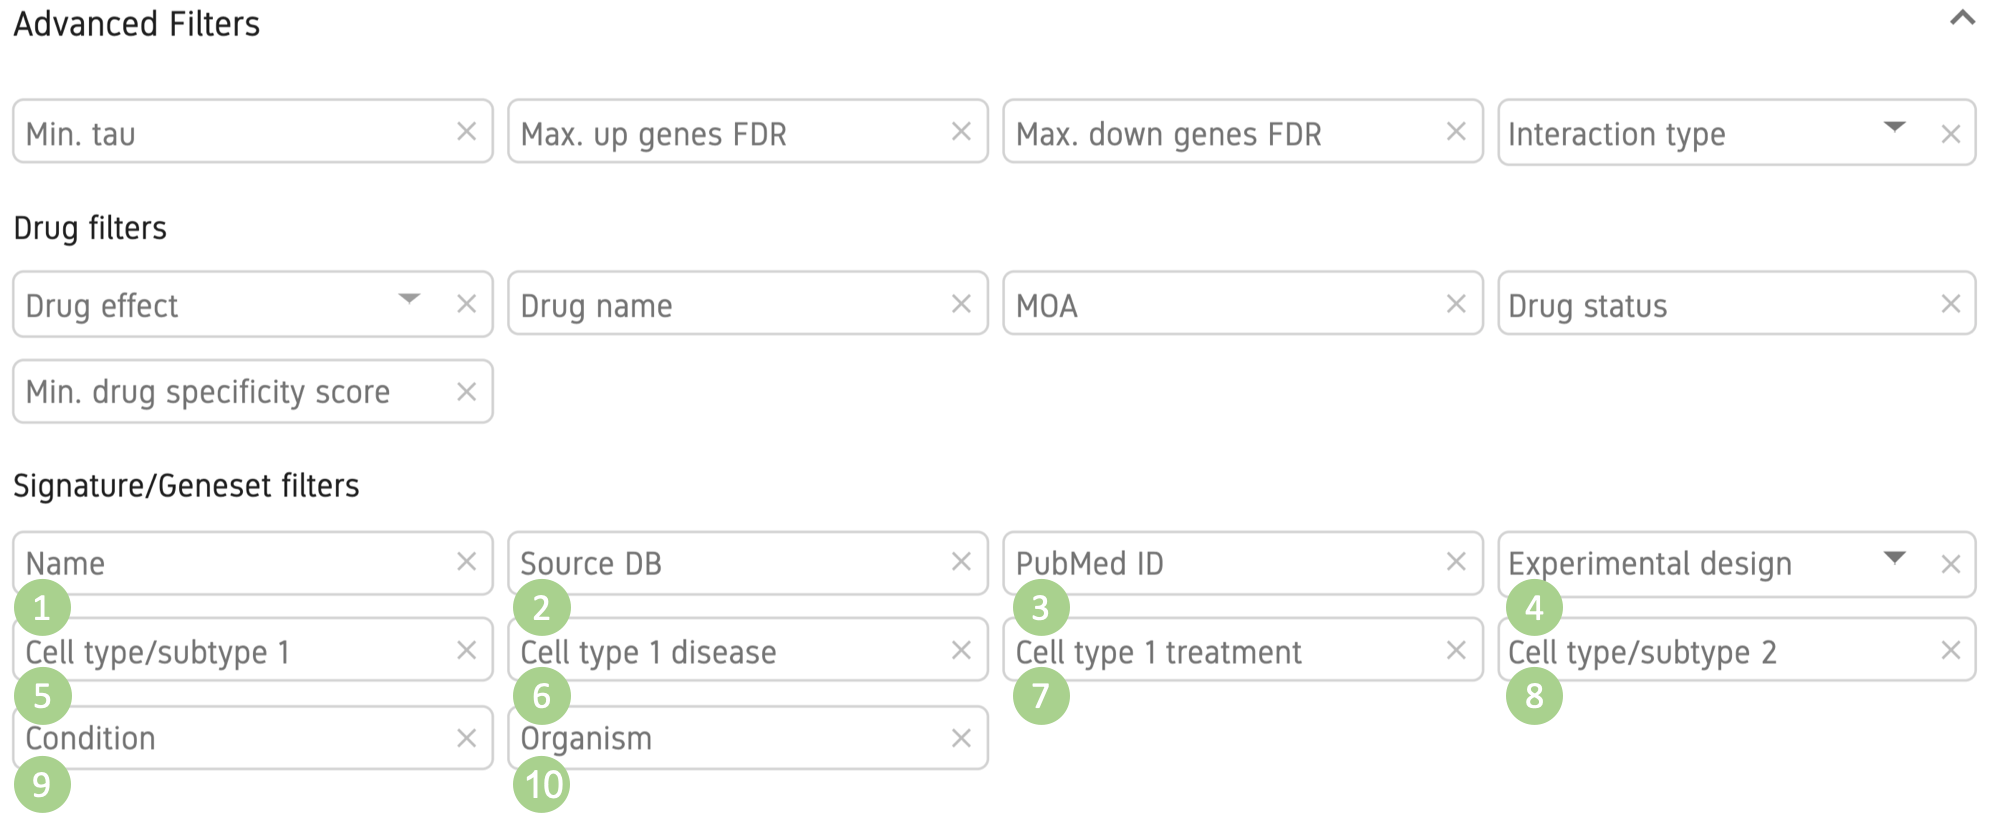 Advanced Filters
Min. tau Max. up genes FDR Max. down genes FDR Interaction type
Drug filters
Drug effect Drug name MOA Drug status
Min. drug specificity score
Signature/Geneset filters
Name Source DB PubMed ID Experimental design
1 2 3 4
Cell type/subtype 1 Cell type 1 disease Cell type 1 treatment Cell type/subtype 2
5 6 7 8
Condition Organism
9 10